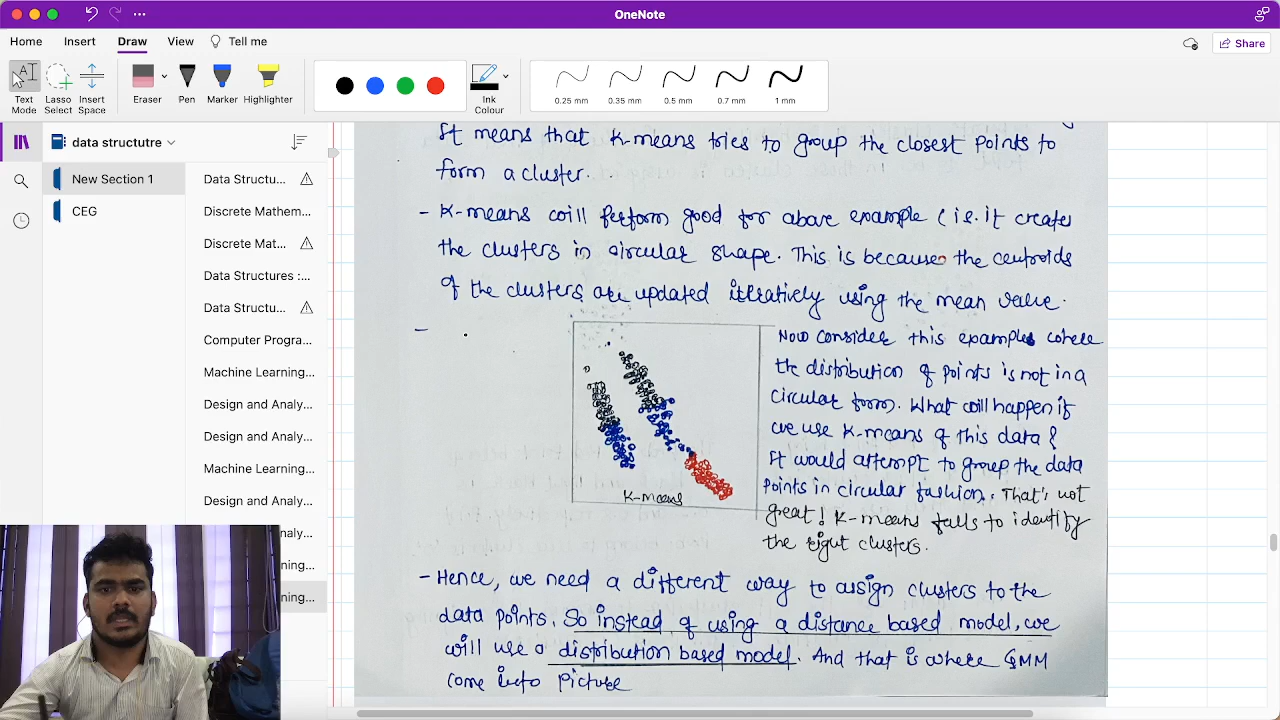 OneNote
Home Insert Draw View Tell me Share
Text Mode Lasso Select Insert Space Eraser Pen Marker Highlighter Ink Colour 0.25 mm 0.35 mm 0.5 mm 0.7 mm 1 mm
data structutre
New Section 1
CEG
Data Structu...
Discrete Mathem...
Discrete Mat...
Data Structures :...
Data Structu...
Computer Progra...
Machine Learning...
Design and Analy...
Design and Analy...
Machine Learning...
Design and Analy...
It means that K-means tries to group the closest points to
form a cluster.
- K-means will perform good for above example (i.e. it creates
the clusters in circular shape. This is because the centroids
of the clusters are updated iteratively using the mean value.
K-means
Now consider this example where
the distribution of points is not in a
circular form. What will happen if
we use K-means of this data?
It would attempt to group the data
points in circular fashion. That's not
great! K-means fails to identify
the right clusters.
- Hence, we need a different way to assign clusters to the
data points. So instead of using a distance based model, we
will use a distribution based model. And that is where GMM
come into picture